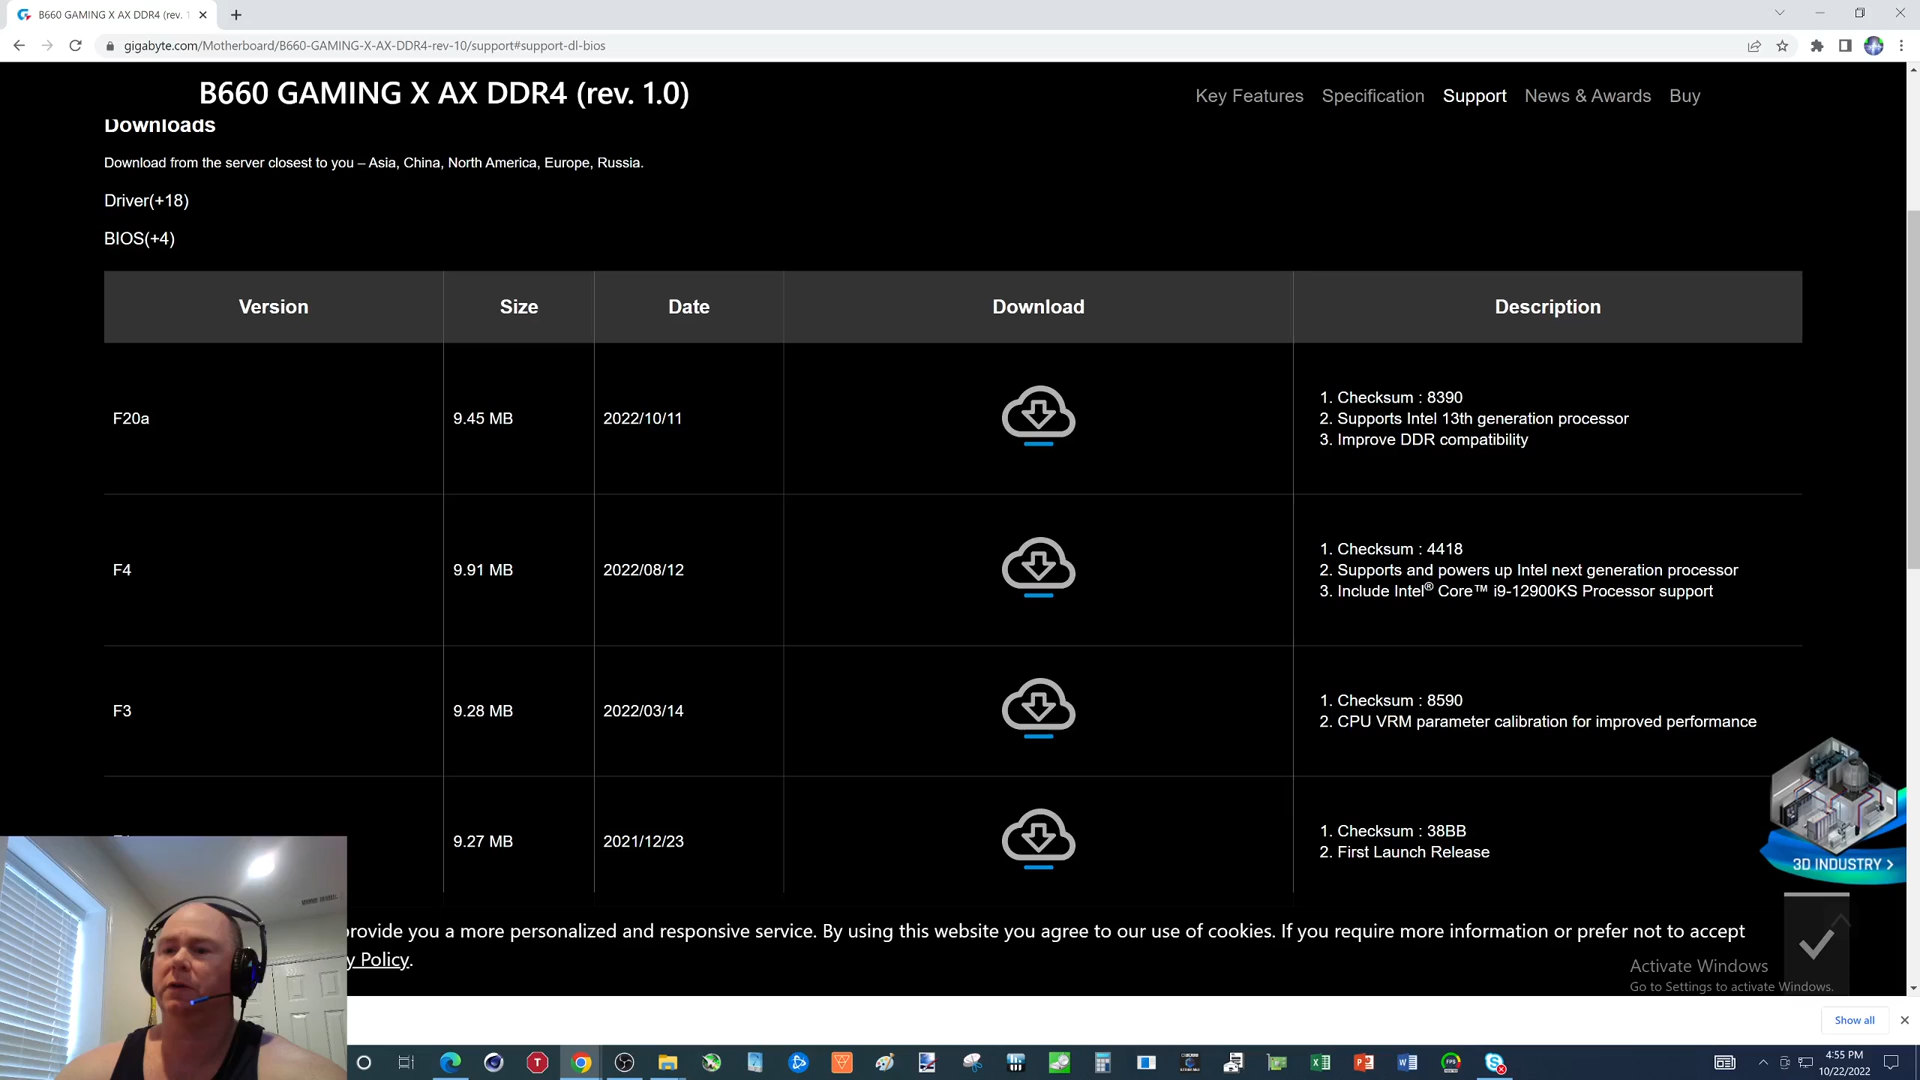 B660 GAMING X AX DDR4 (rev. 1
gigabyte.com/Motherboard/B660-GAMING-X-AX-DDR4-rev-10/support#support-dl-bios
B660 GAMING X AX DDR4 (rev. 1.0)
Key Features Specification Support News & Awards Buy
Downloads
Download from the server closest to you – Asia, China, North America, Europe, Russia.
Driver(+18)
BIOS(+4)
Version Size Date Download Description
F20a 9.45 MB 2022/10/11
1. Checksum : 8390
2. Supports Intel 13th generation processor
3. Improve DDR compatibility
F4 9.91 MB 2022/08/12
1. Checksum : 4418
2. Supports and powers up Intel next generation processor
3. Include Intel® Core™ i9-12900KS Processor support
F3 9.28 MB 2022/03/14
1. Checksum : 8590
2. CPU VRM parameter calibration for improved performance
9.27 MB 2021/12/23
1. Checksum : 38BB
2. First Launch Release
3D INDUSTRY >
provide you a more personalized and responsive service. By using this website you agree to our use of cookies. If you require more information or prefer not to accept
y Policy.
Activate Windows
Go to Settings to activate Windows.
Show all
4:55 PM
10/22/2022